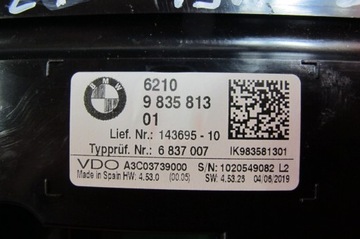 BMW
6210
9 835 813
01
Lief. Nr.: 143695 - 10
Typprüf. Nr.: 6 837 007
IK983581301
VDO A3C03739000 S/N: 1020549082 L2
Made in Spain HW: 4.53.0 (00.05) SW: 4.53.25 04/06/2019